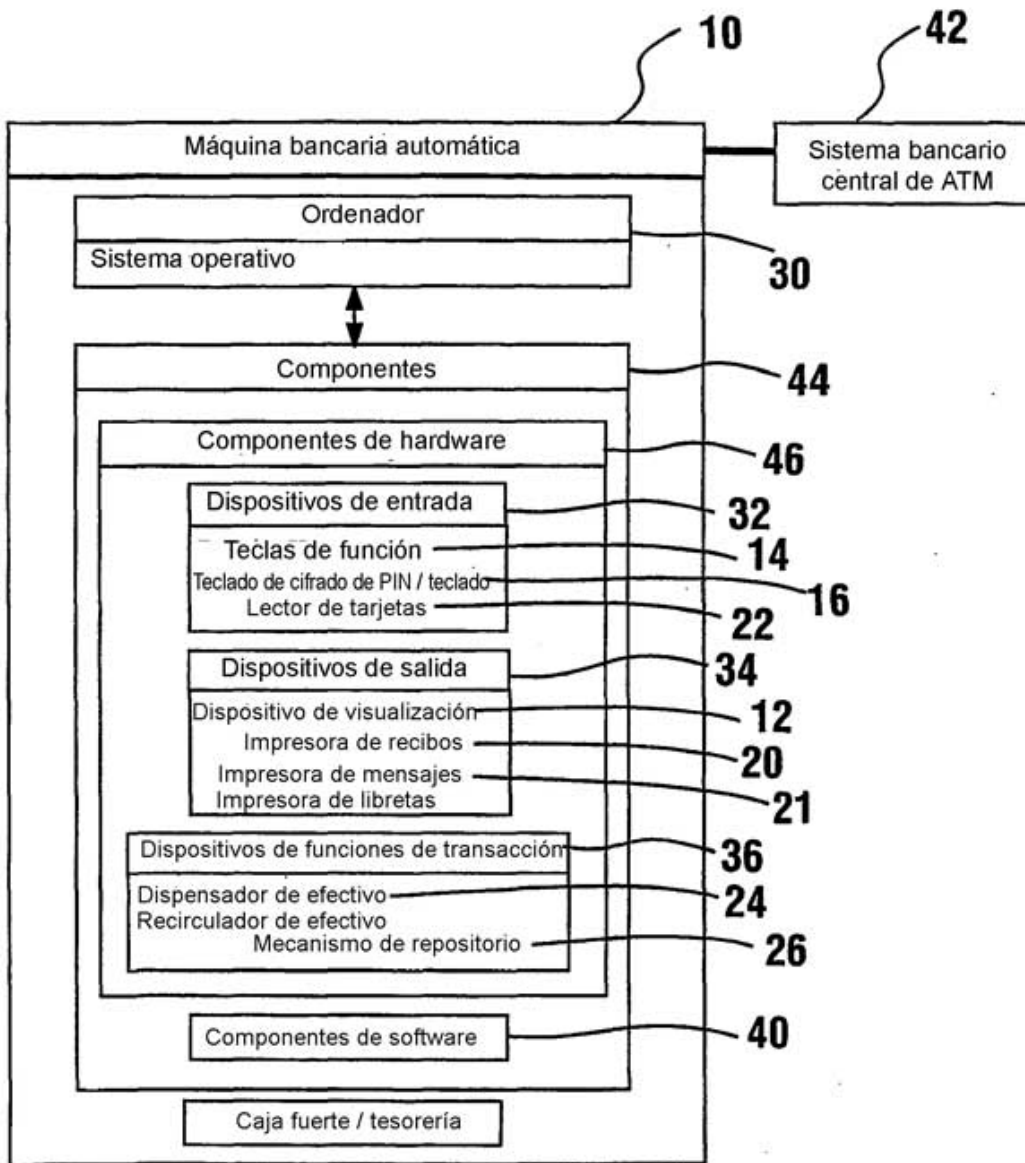 10
42
Máquina bancaria automática
Sistema bancario
central de ATM
Ordenador
30
Sistema operativo
Componentes
44
Componentes de hardware
46
Dispositivos de entrada
32
Teclas de función
14
Teclado de cifrado de PIN / teclado
16
Lector de tarjetas
22
Dispositivos de salida
34
Dispositivo de visualización
12
Impresora de recibos
20
Impresora de mensajes
21
Impresora de libretas
Dispositivos de funciones de transacción
36
Dispensador de efectivo
24
Recirculador de efectivo
Mecanismo de repositorio
26
Componentes de software
40
Caja fuerte / tesorería